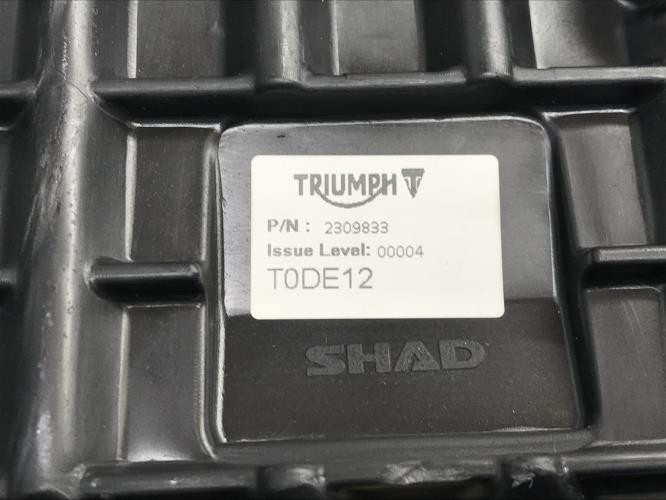 TRIUMPH
P/N : 2309833
Issue Level: 00004
T0DE12
SHAD